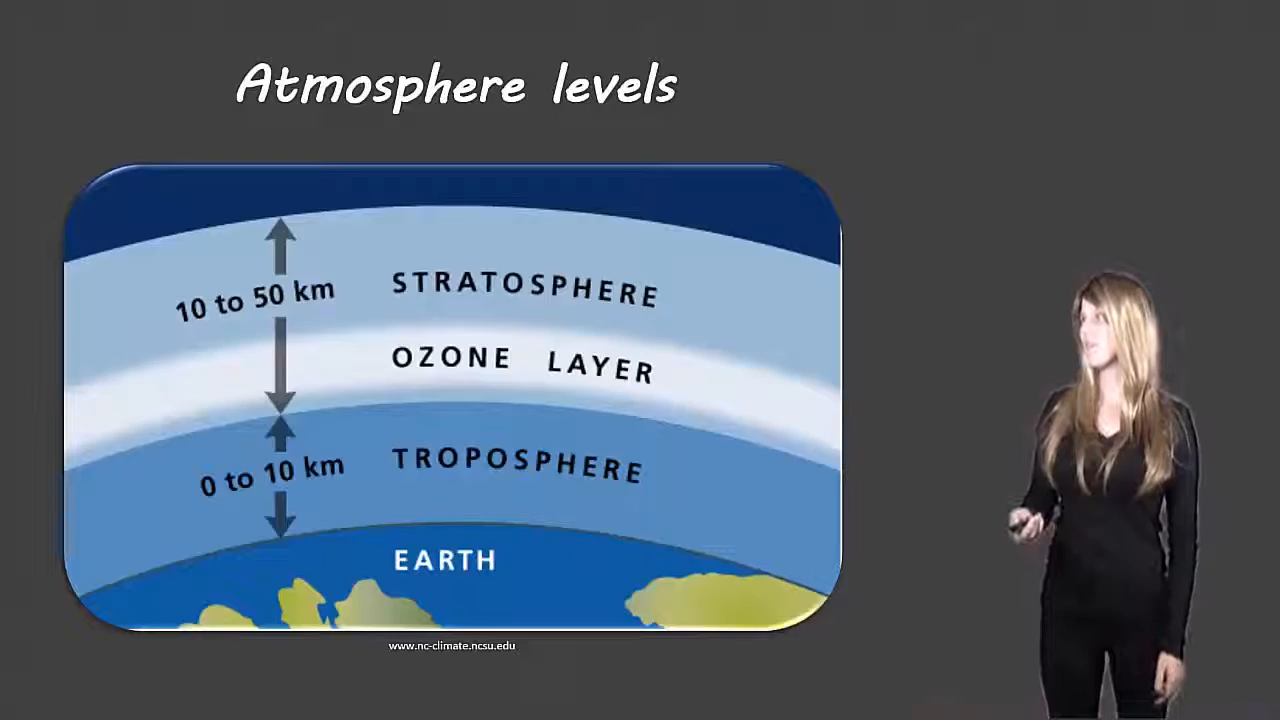 Atmosphere levels
STRATOSPHERE
10 to 50 km
OZONE LAYER
TROPOSPHERE
0 to 10 km
EARTH
www.nc-climate.ncsu.edu